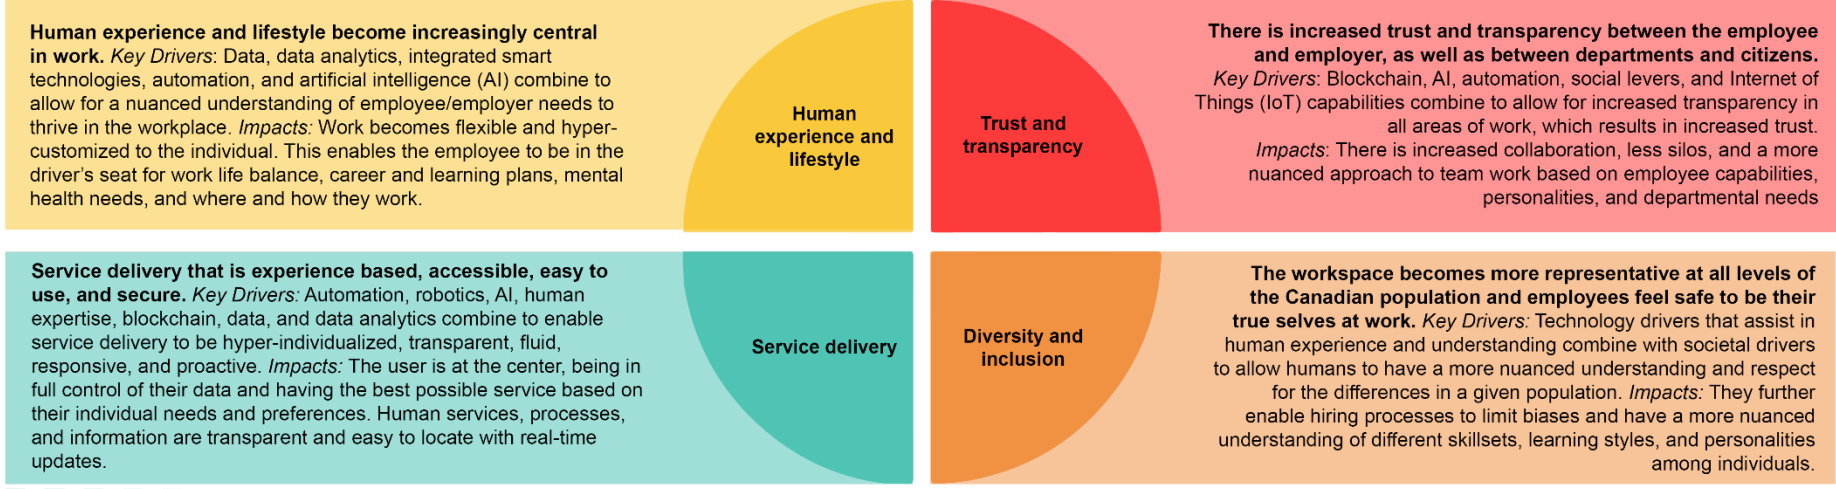 Human experience and lifestyle become increasingly central
in work. Key Drivers: Data, data analytics, integrated smart
technologies, automation, and artificial intelligence (AI) combine to
allow for a nuanced understanding of employee/employer needs to
thrive in the workplace. Impacts: Work becomes flexible and hyper-
customized to the individual. This enables the employee to be in the
driver’s seat for work life balance, career and learning plans, mental
health needs, and where and how they work.
Human
experience and
lifestyle
Trust and
transparency
There is increased trust and transparency between the employee
and employer, as well as between departments and citizens.
Key Drivers: Blockchain, AI, automation, social levers, and Internet of
Things (IoT) capabilities combine to allow for increased transparency in
all areas of work, which results in increased trust.
Impacts: There is increased collaboration, less silos, and a more
nuanced approach to team work based on employee capabilities,
personalities, and departmental needs
Service delivery that is experience based, accessible, easy to
use, and secure. Key Drivers: Automation, robotics, AI, human
expertise, blockchain, data, and data analytics combine to enable
service delivery to be hyper-individualized, transparent, fluid,
responsive, and proactive. Impacts: The user is at the center, being in
full control of their data and having the best possible service based on
their individual needs and preferences. Human services, processes,
and information are transparent and easy to locate with real-time
updates.
Service delivery
Diversity and
inclusion
The workspace becomes more representative at all levels of
the Canadian population and employees feel safe to be their
true selves at work. Key Drivers: Technology drivers that assist in
human experience and understanding combine with societal drivers
to allow humans to have a more nuanced understanding and respect
for the differences in a given population. Impacts: They further
enable hiring processes to limit biases and have a more nuanced
understanding of different skillsets, learning styles, and personalities
among individuals.